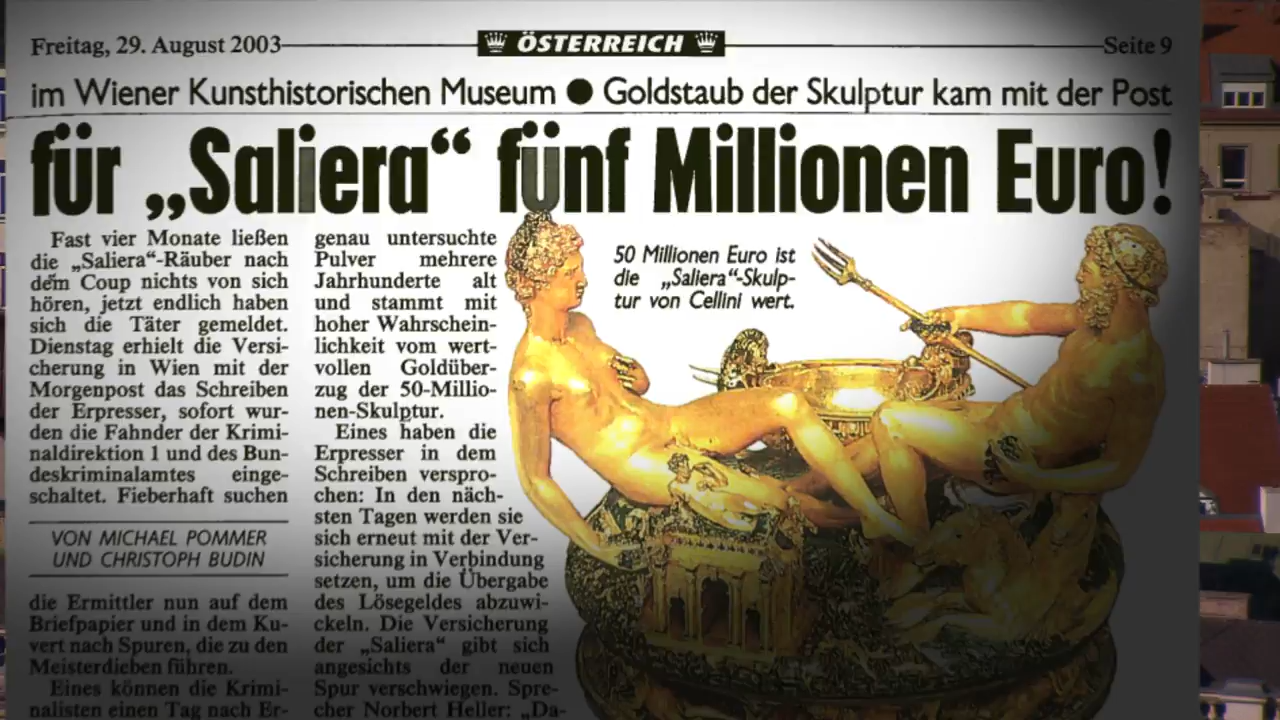 Freitag, 29. August 2003
ÖSTERREICH
Seite 9
im Wiener Kunsthistorischen Museum ● Goldstaub der Skulptur kam mit der Post
für „Saliera“ fünf Millionen Euro!
Fast vier Monate ließen
die „Saliera“-Räuber nach
dem Coup nichts von sich
hören, jetzt endlich haben
sich die Täter gemeldet.
Dienstag erhielt die Versi-
cherung in Wien mit der
Morgenpost das Schreiben
der Erpresser, sofort wur-
den die Fahnder der Krimi-
naldirektion 1 und des Bun-
deskriminalamtes einge-
schaltet. Fieberhaft suchen
VON MICHAEL POMMER
UND CHRISTOPH BUDIN
die Ermittler nun auf dem
Briefpapier und in dem Ku-
vert nach Spuren, die zu den
Meisterdieben führen.
Eines können die Krimi-
nalisten einen Tag nach Er-
genau untersuchte
Pulver mehrere
Jahrhunderte alt
und stammt mit
hoher Wahrschein-
lichkeit vom wert-
vollen Goldüber-
zug der 50-Millio-
nen-Skulptur.
Eines haben die
Erpresser in dem
Schreiben verspro-
chen: In den näch-
sten Tagen werden sie
sich erneut mit der Ver-
sicherung in Verbindung
setzen, um die Übergabe
des Lösegeldes abzuwi-
ckeln. Die Versicherung
der „Saliera“ gibt sich
angesichts der neuen
Spur verschwiegen. Spre-
cher Norbert Heller: „Da-
50 Millionen Euro ist
die „Saliera“-Skulp-
tur von Cellini wert.